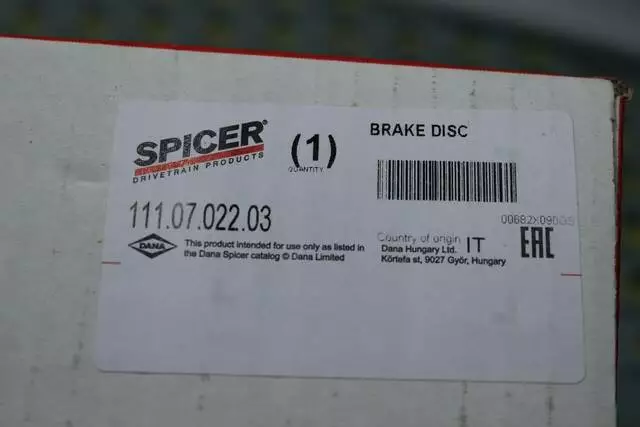 SPICER®
DRIVETRAIN PRODUCTS
(1)
QUANTITY
BRAKE DISC
111.07.022.03
DANA
This product intended for use only as listed in
the Dana Spicer catalog © Dana Limited
Country of origin IT
Dana Hungary Ltd.
Körtefa st, 9027 Győr, Hungary
EAC